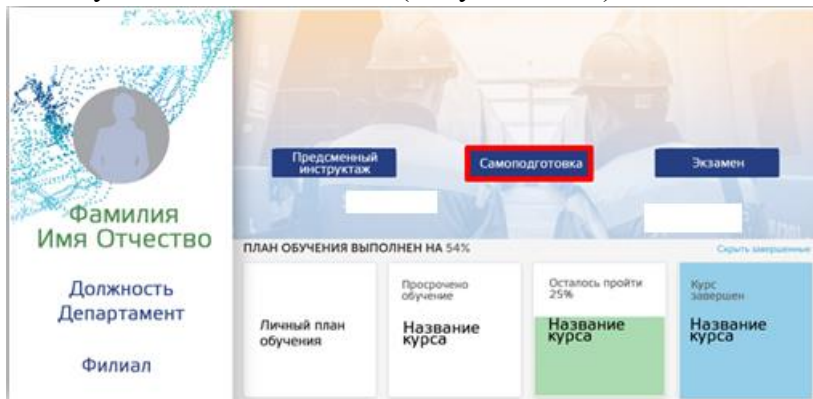 Предсменный
инструктаж
Самоподготовка
Экзамен
Фамилия
Имя Отчество
Должность
Департамент
Филиал
ПЛАН ОБУЧЕНИЯ ВЫПОЛНЕН НА 54%
Скрыть завершенные
Личный план
обучения
Просрочено
обучение
Название
курса
Осталось пройти
25%
Название
курса
Курс
завершен
Название
курса